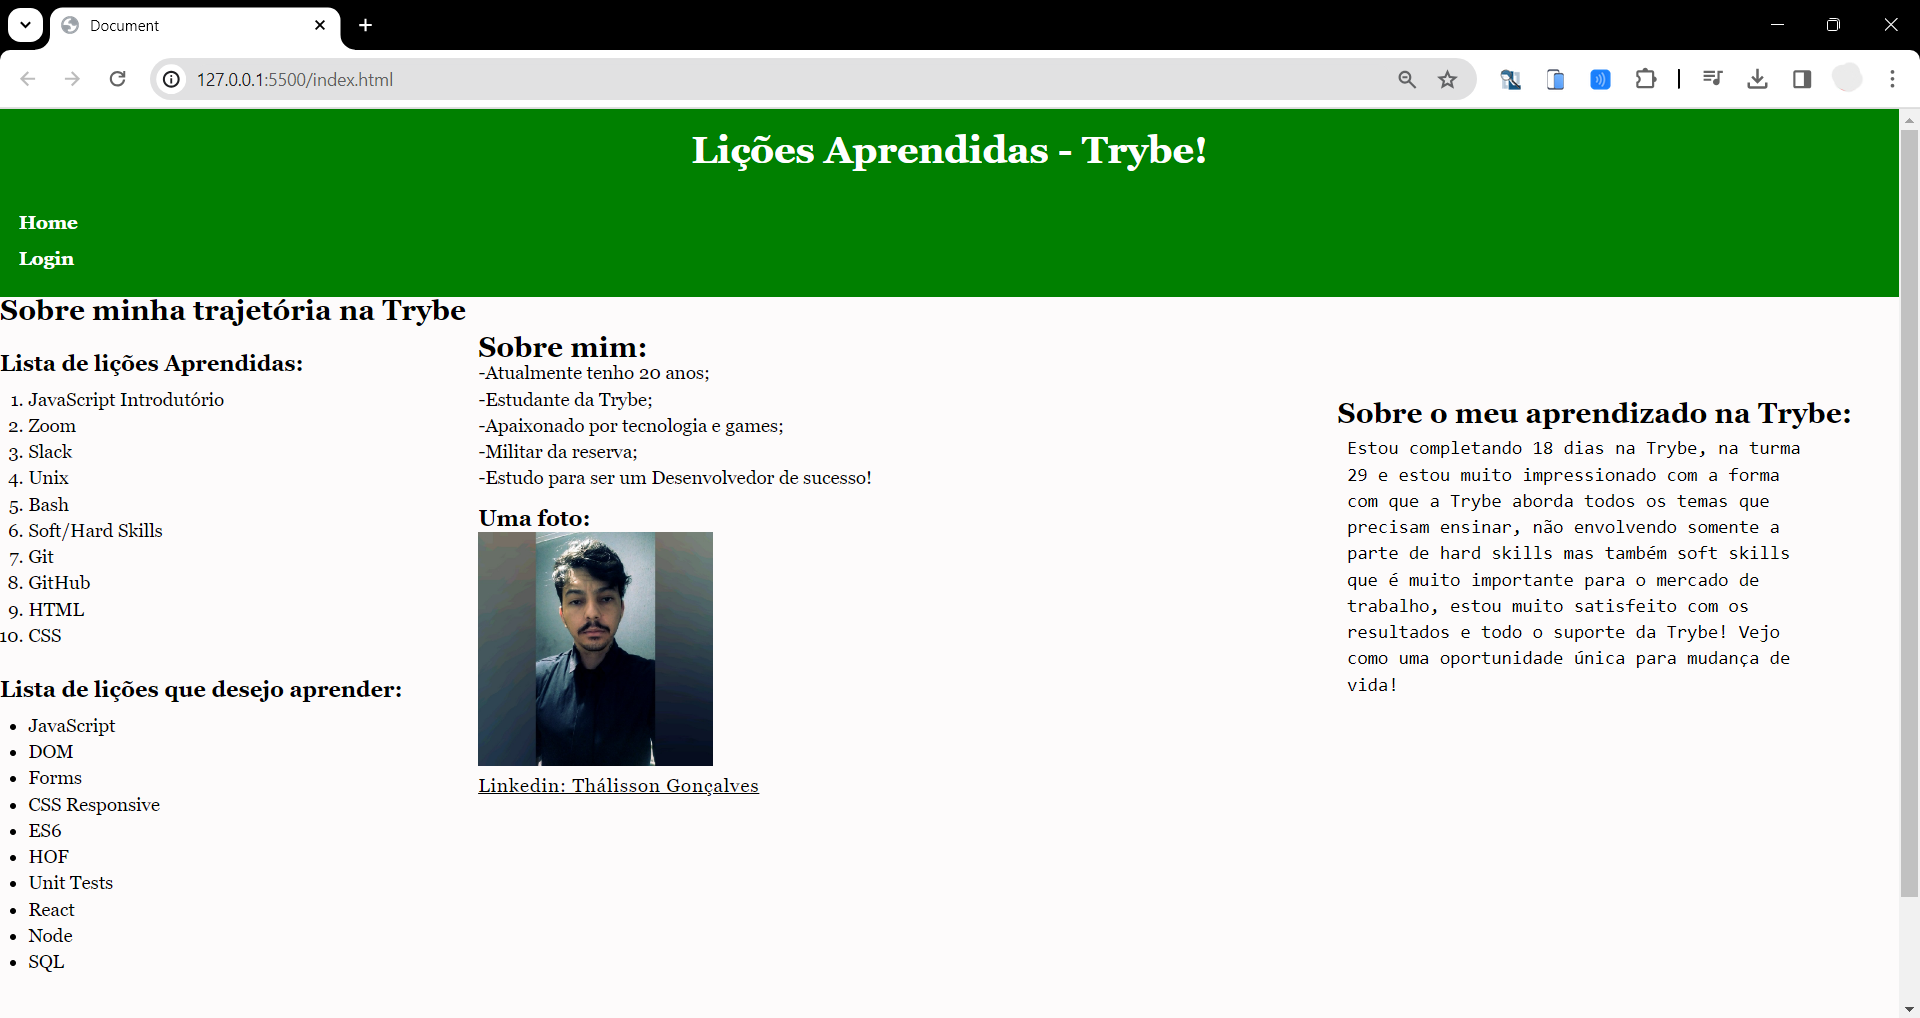 Document
127.0.0.1:5500/index.html
Lições Aprendidas - Trybe!
Home
Login
Sobre minha trajetória na Trybe
Lista de lições Aprendidas:
1. JavaScript Introdutório
2. Zoom
3. Slack
4. Unix
5. Bash
6. Soft/Hard Skills
7. Git
8. GitHub
9. HTML
10. CSS
Lista de lições que desejo aprender:
• JavaScript
• DOM
• Forms
• CSS Responsive
• ES6
• HOF
• Unit Tests
• React
• Node
• SQL
Sobre mim:
-Atualmente tenho 20 anos;
-Estudante da Trybe;
-Apaixonado por tecnologia e games;
-Militar da reserva;
-Estudo para ser um Desenvolvedor de sucesso!
Uma foto:
Linkedin: Thálisson Gonçalves
Sobre o meu aprendizado na Trybe:
Estou completando 18 dias na Trybe, na turma
29 e estou muito impressionado com a forma
com que a Trybe aborda todos os temas que
precisam ensinar, não envolvendo somente a
parte de hard skills mas também soft skills
que é muito importante para o mercado de
trabalho, estou muito satisfeito com os
resultados e todo o suporte da Trybe! Vejo
como uma oportunidade única para mudança de
vida!